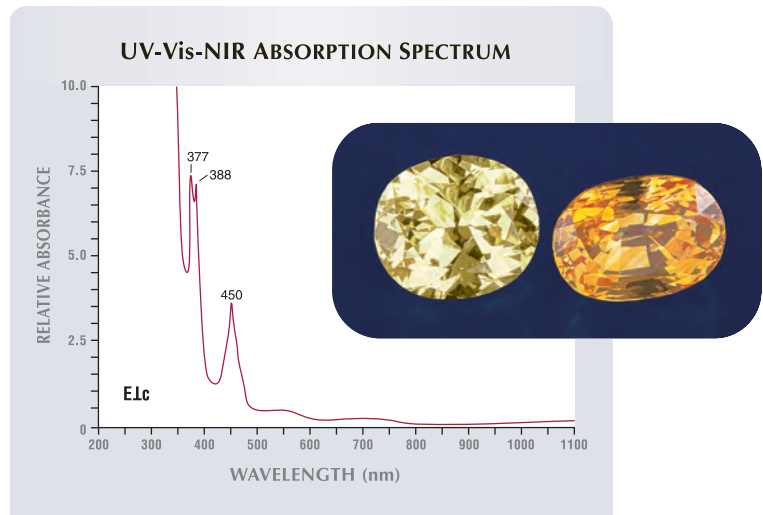 UV-Vis-NIR ABSORPTION SPECTRUM
10.0
7.5
5.0
2.5
0
RELATIVE ABSORBANCE
377
388
450
E⊥c
200 300 400 500 600 700 800 900 1000 1100
WAVELENGTH (nm)